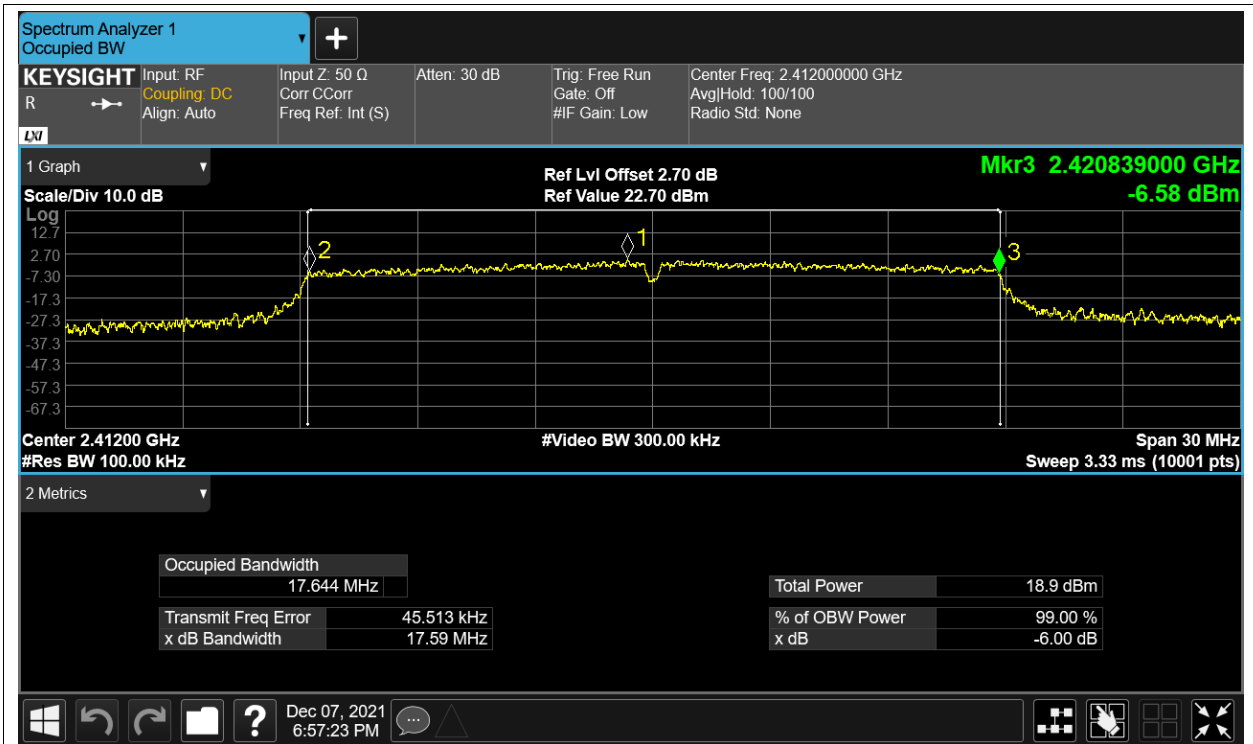 Spectrum Analyzer 1
Occupied BW
KEYSIGHT
R
LXI
Input: RF
Coupling: DC
Align: Auto
Input Z: 50 Ω
Corr CCorr
Freq Ref: Int (S)
Atten: 30 dB
Trig: Free Run
Gate: Off
#IF Gain: Low
Center Freq: 2.412000000 GHz
Avg|Hold: 100/100
Radio Std: None
1 Graph
Scale/Div 10.0 dB
Ref Lvl Offset 2.70 dB
Ref Value 22.70 dBm
Mkr3 2.420839000 GHz
-6.58 dBm
Log
12.7
2.70
-7.30
-17.3
-27.3
-37.3
-47.3
-57.3
-67.3
2
1
3
Center 2.41200 GHz
#Res BW 100.00 kHz
#Video BW 300.00 kHz
Span 30 MHz
Sweep 3.33 ms (10001 pts)
2 Metrics
Occupied Bandwidth
17.644 MHz
Transmit Freq Error 45.513 kHz
x dB Bandwidth 17.59 MHz
Total Power 18.9 dBm
% of OBW Power 99.00 %
x dB -6.00 dB
?
Dec 07, 2021
6:57:23 PM